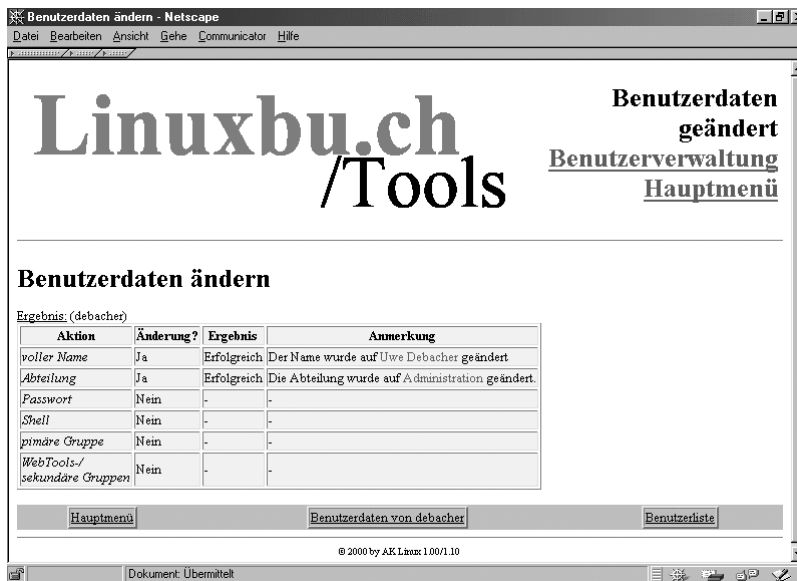 Benutzerdaten ändern - Netscape
Datei Bearbeiten Ansicht Gehe Communicator Hilfe
Linuxbu.ch
/Tools
Benutzerdaten
geändert
Benutzerverwaltung
Hauptmenü
Benutzerdaten ändern
Ergebnis: (debacher)
Aktion Änderung? Ergebnis Anmerkung
voller Name Ja Erfolgreich Der Name wurde auf Uwe Debacher geändert
Abteilung Ja Erfolgreich Die Abteilung wurde auf Administration geändert.
Passwort Nein - -
Shell Nein - -
pimäre Gruppe Nein - -
WebTools-/
sekundäre Gruppen Nein - -
Hauptmenü Benutzerdaten von debacher Benutzerliste
© 2000 by AK Linux 1.00/1.10
Dokument: Übermittelt